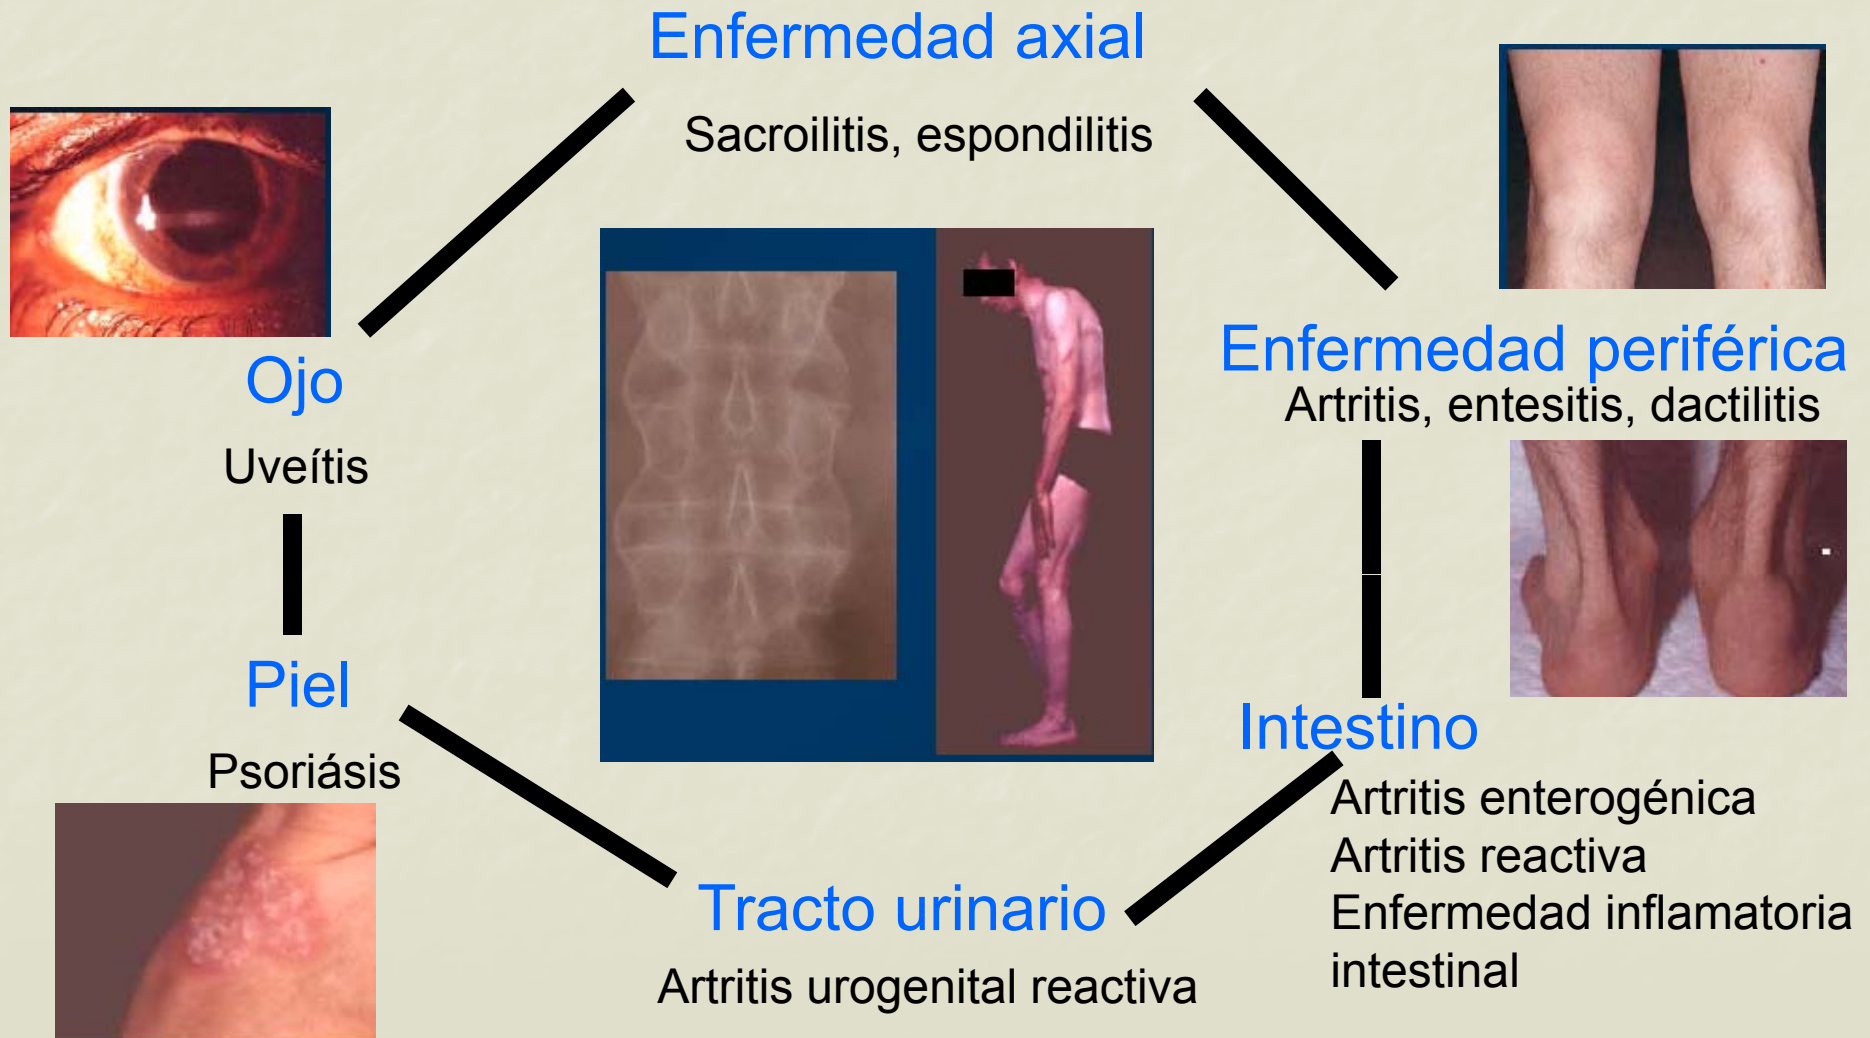 Enfermedad axial
Sacroilitis, espondilitis
Enfermedad periférica
Artritis, entesitis, dactilitis
Ojo
Uveítis
Piel
Psoriásis
Intestino
Artritis enterogénica
Artritis reactiva
Enfermedad inflamatoria
intestinal
Tracto urinario
Artritis urogenital reactiva